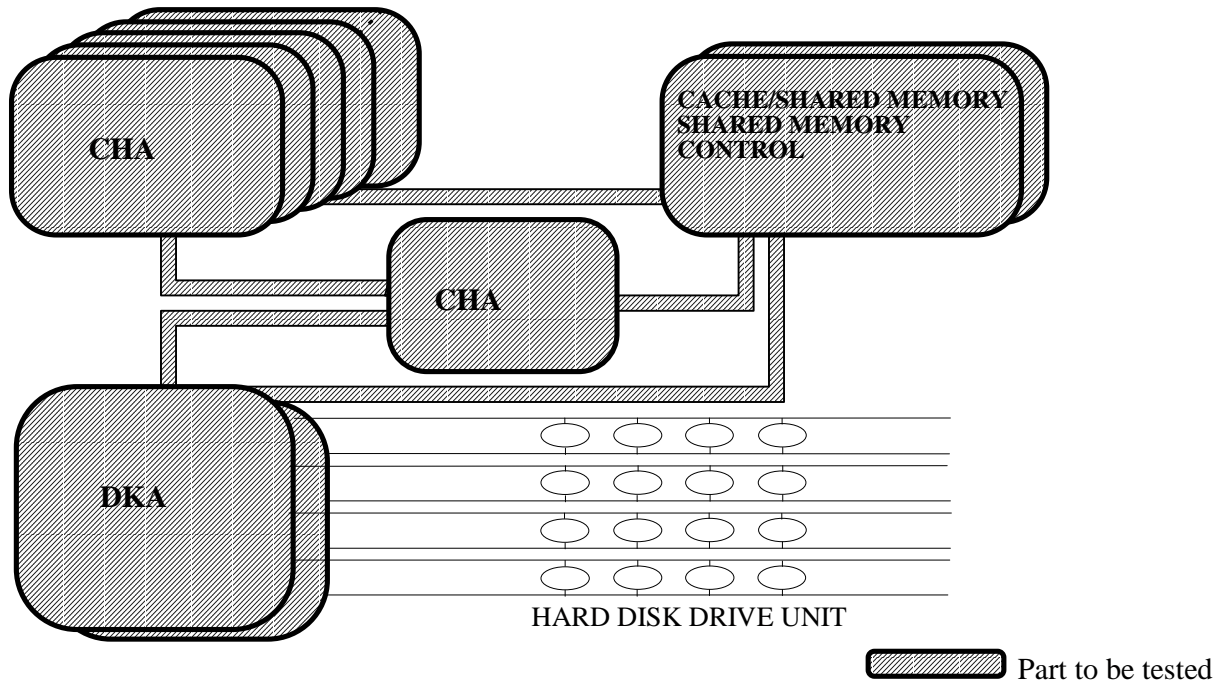 CHA
CACHE/SHARED MEMORY
SHARED MEMORY
CONTROL
CHA
DKA
HARD DISK DRIVE UNIT
Part to be tested